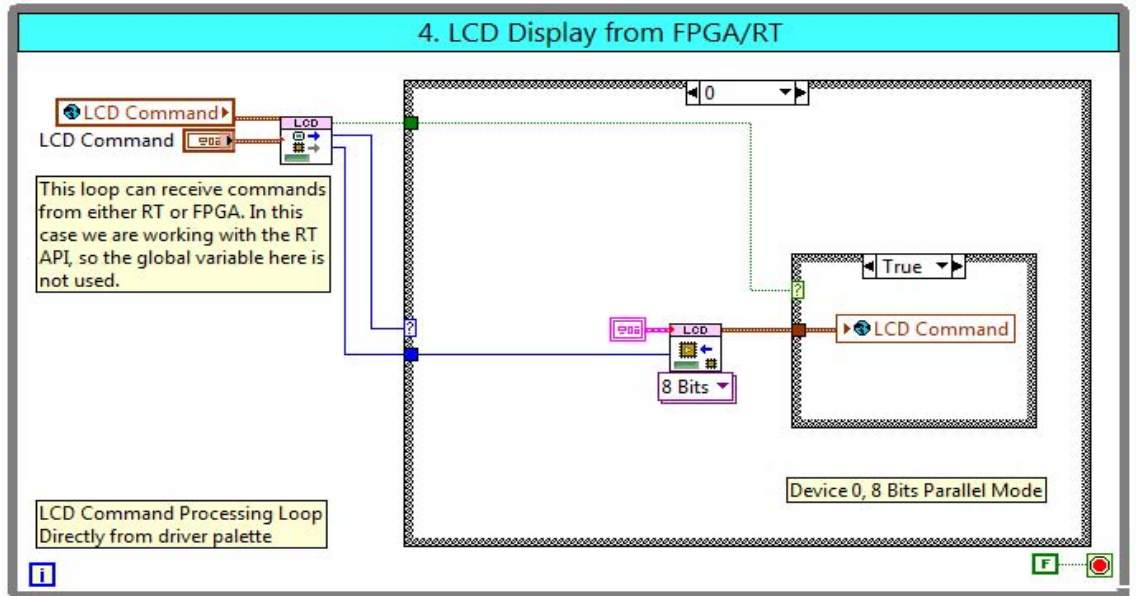 4. LCD Display from FPGA/RT
0
LCD Command
LCD Command
LCD
This loop can receive commands
from either RT or FPGA. In this
case we are working with the RT
API, so the global variable here is
not used.
True
?
?
LCD
LCD Command
8 Bits
Device 0, 8 Bits Parallel Mode
LCD Command Processing Loop
Directly from driver palette
i
F